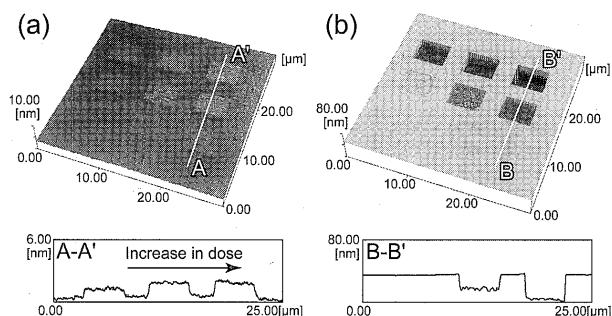 (a)
A'
[µm]
20.00
10.00
[nm]
10.00
A
0.00
10.00
20.00
0.00
6.00
[nm]
A-A'
Increase in dose
0.00
25.00[µm]
(b)
B'
[µm]
20.00
80.00
[nm]
10.00
B
0.00
10.00
20.00
0.00
80.00
[nm]
B-B'
0.00
25.00[µm]